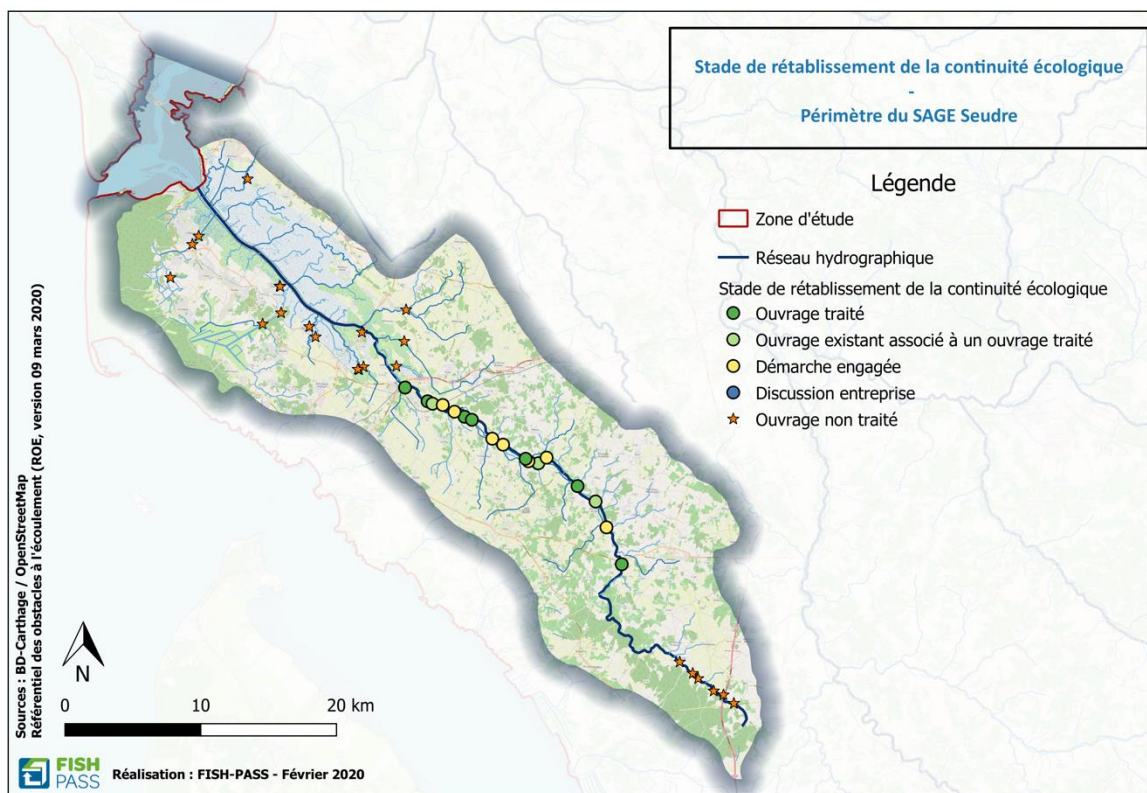 Stade de rétablissement de la continuité écologique
-
Périmètre du SAGE Seudre
Légende
Zone d'étude
Réseau hydrographique
Stade de rétablissement de la continuité écologique
Ouvrage traité
Ouvrage existant associé à un ouvrage traité
Démarche engagée
Discussion entreprise
Ouvrage non traité
Sources : BD-Carthage / OpenStreetMap
Référentiel des obstacles à l'écoulement (ROE, version 09 mars 2020)
N
0 10 20 km
FISH
PASS
Réalisation : FISH-PASS - Février 2020